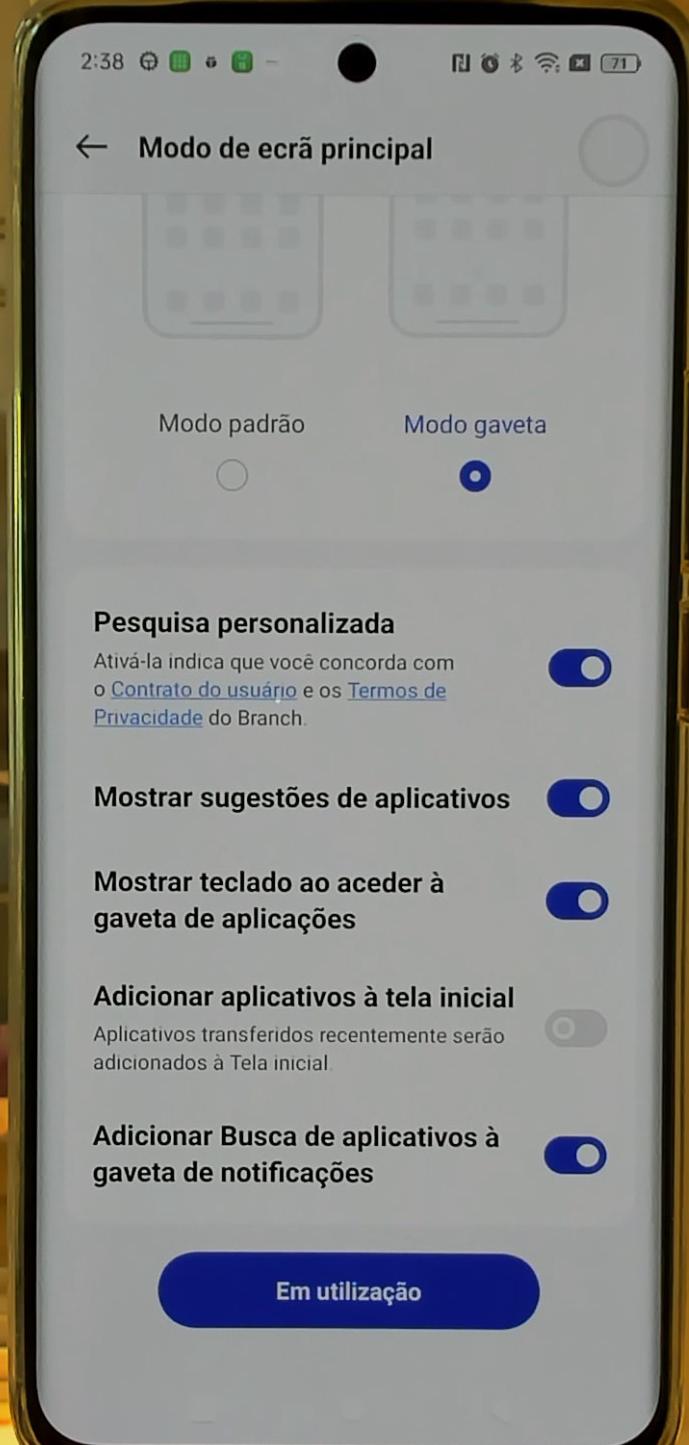 2:38
71
Modo de ecrã principal
Modo padrão
Modo gaveta
Pesquisa personalizada
Ativá-la indica que você concorda com
o Contrato do usuário e os Termos de
Privacidade do Branch.
Mostrar sugestões de aplicativos
Mostrar teclado ao aceder à
gaveta de aplicações
Adicionar aplicativos à tela inicial
Aplicativos transferidos recentemente serão
adicionados à Tela inicial.
Adicionar Busca de aplicativos à
gaveta de notificações
Em utilização